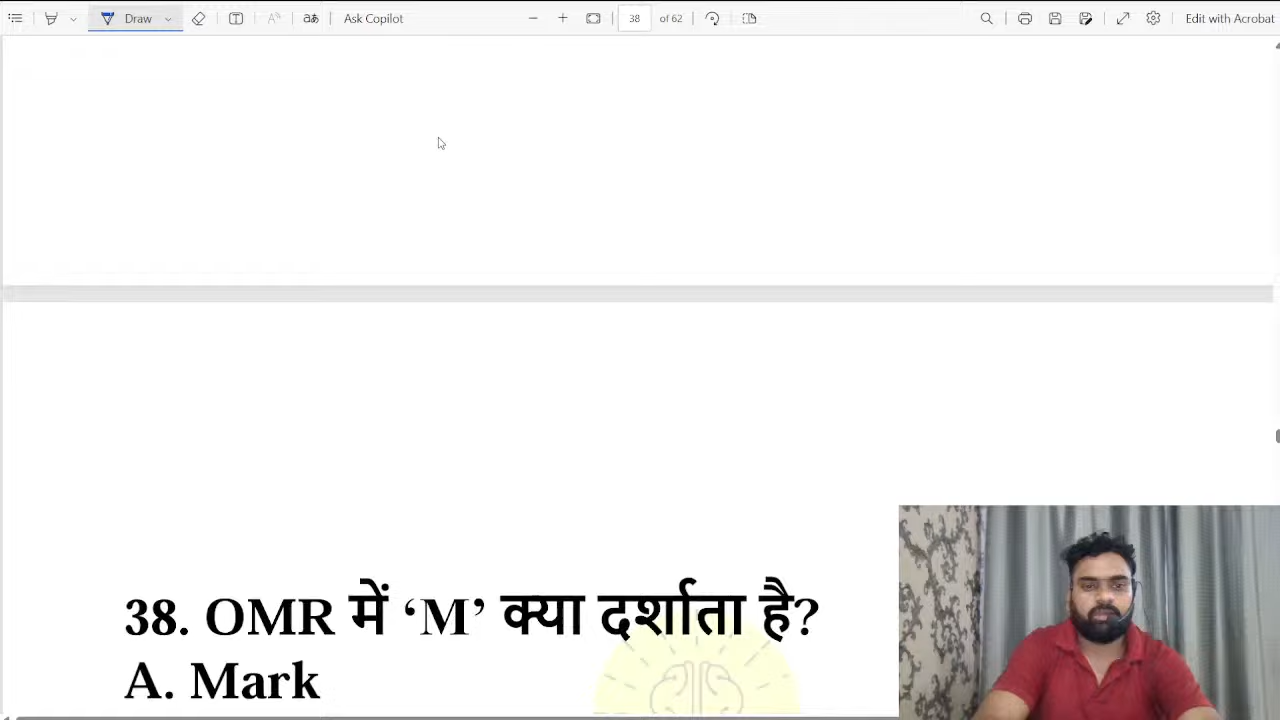 Draw
Ask Copilot
38 of 62
Edit with Acrobat
38. OMR में ‘M’ क्या दर्शाता है?
A. Mark